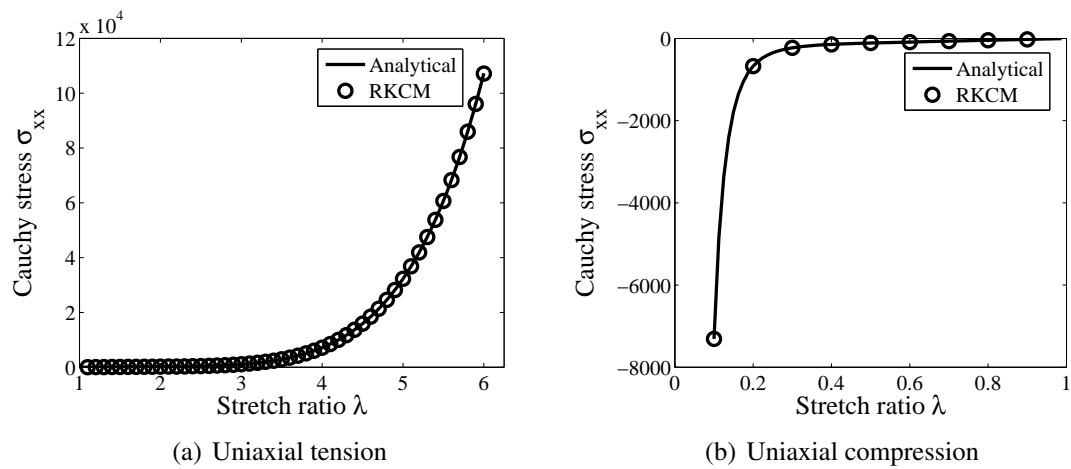 x 10⁴
12
10
8
6
4
2
0
1 2 3 4 5 6
Cauchy stress σxx
Stretch ratio λ
Analytical
RKCM
(a) Uniaxial tension
0
−2000
−4000
−6000
−8000
0 0.2 0.4 0.6 0.8 1
Cauchy stress σxx
Stretch ratio λ
Analytical
RKCM
(b) Uniaxial compression